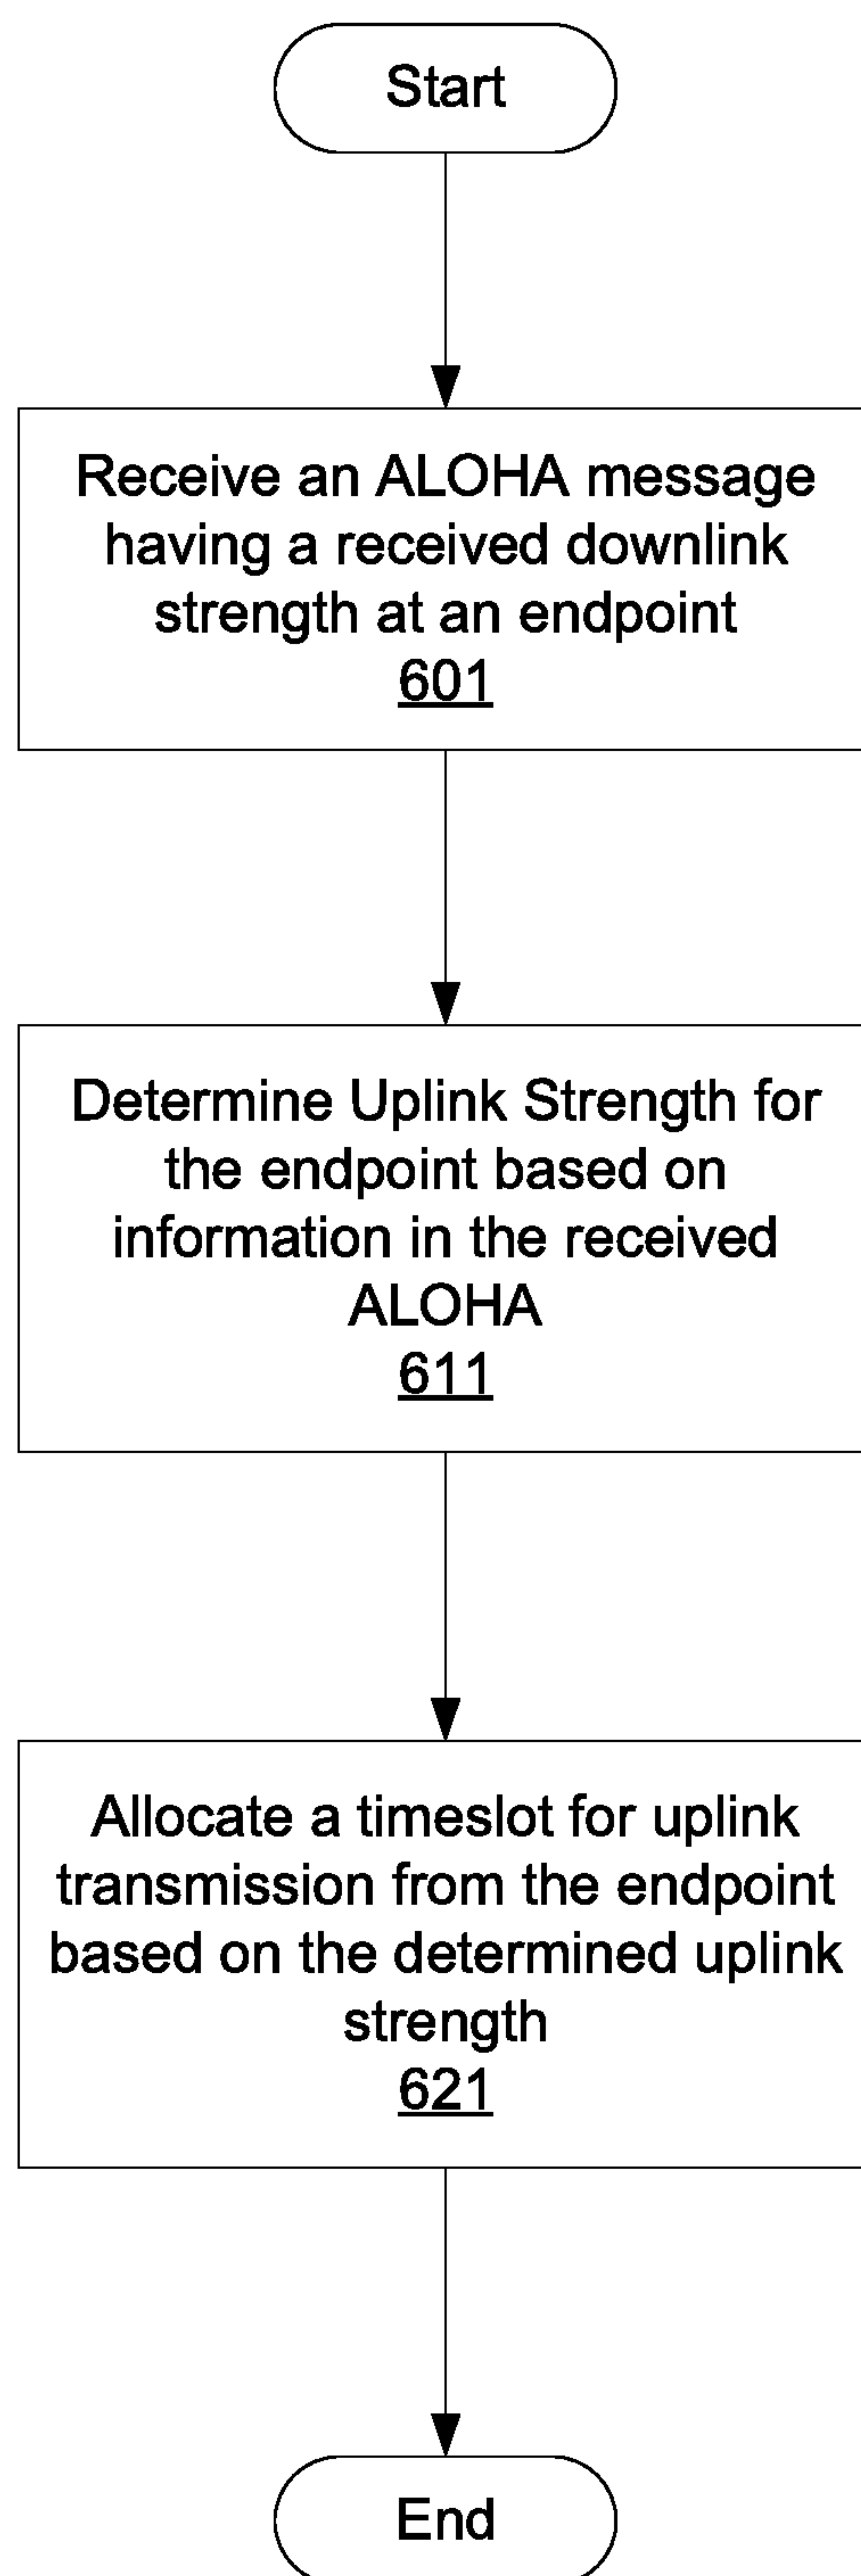 Start
Receive an ALOHA message
having a received downlink
strength at an endpoint
601
Determine Uplink Strength for
the endpoint based on
information in the received
ALOHA
611
Allocate a timeslot for uplink
transmission from the endpoint
based on the determined uplink
strength
621
End